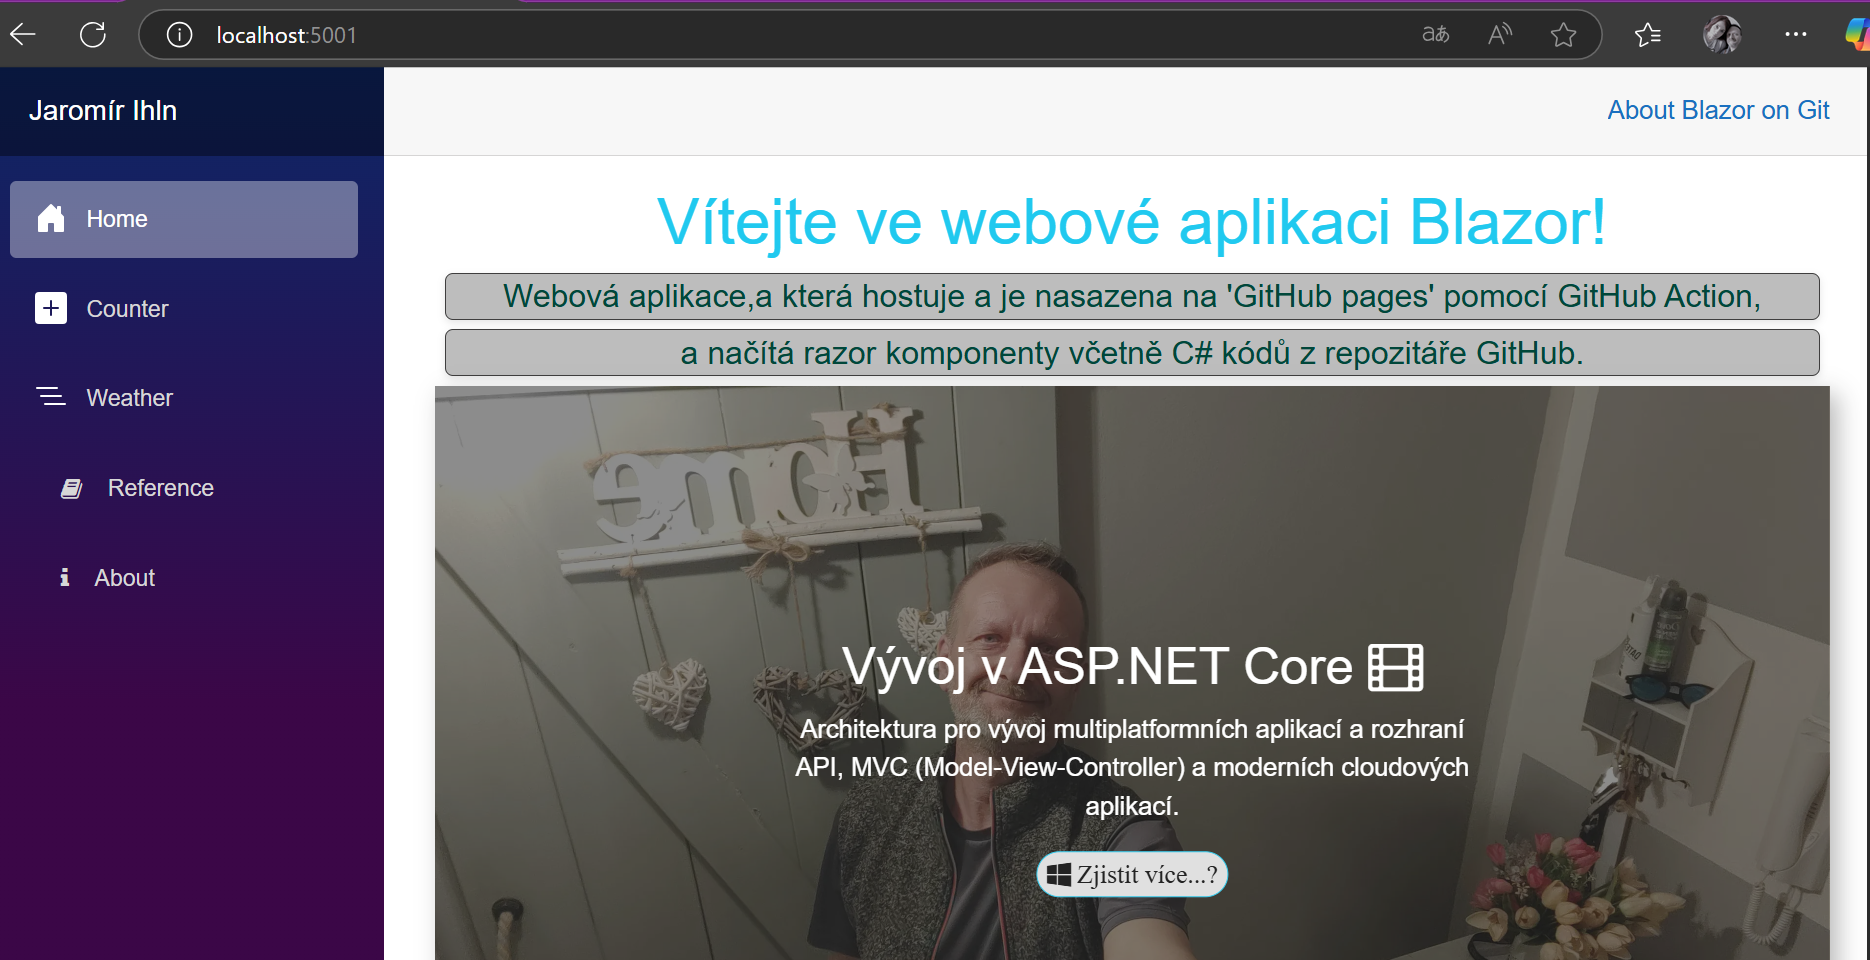 localhost:5001
Jaromír Ihln
About Blazor on Git
Home
Counter
Weather
Reference
About
Vítejte ve webové aplikaci Blazor!
Webová aplikace,a která hostuje a je nasazena na 'GitHub pages' pomocí GitHub Action,
a načítá razor komponenty včetně C# kódů z repozitáře GitHub.
Home
Vývoj v ASP.NET Core
Architektura pro vývoj multiplatformních aplikací a rozhraní
API, MVC (Model-View-Controller) a moderních cloudových
aplikací.
Zjistit více...?